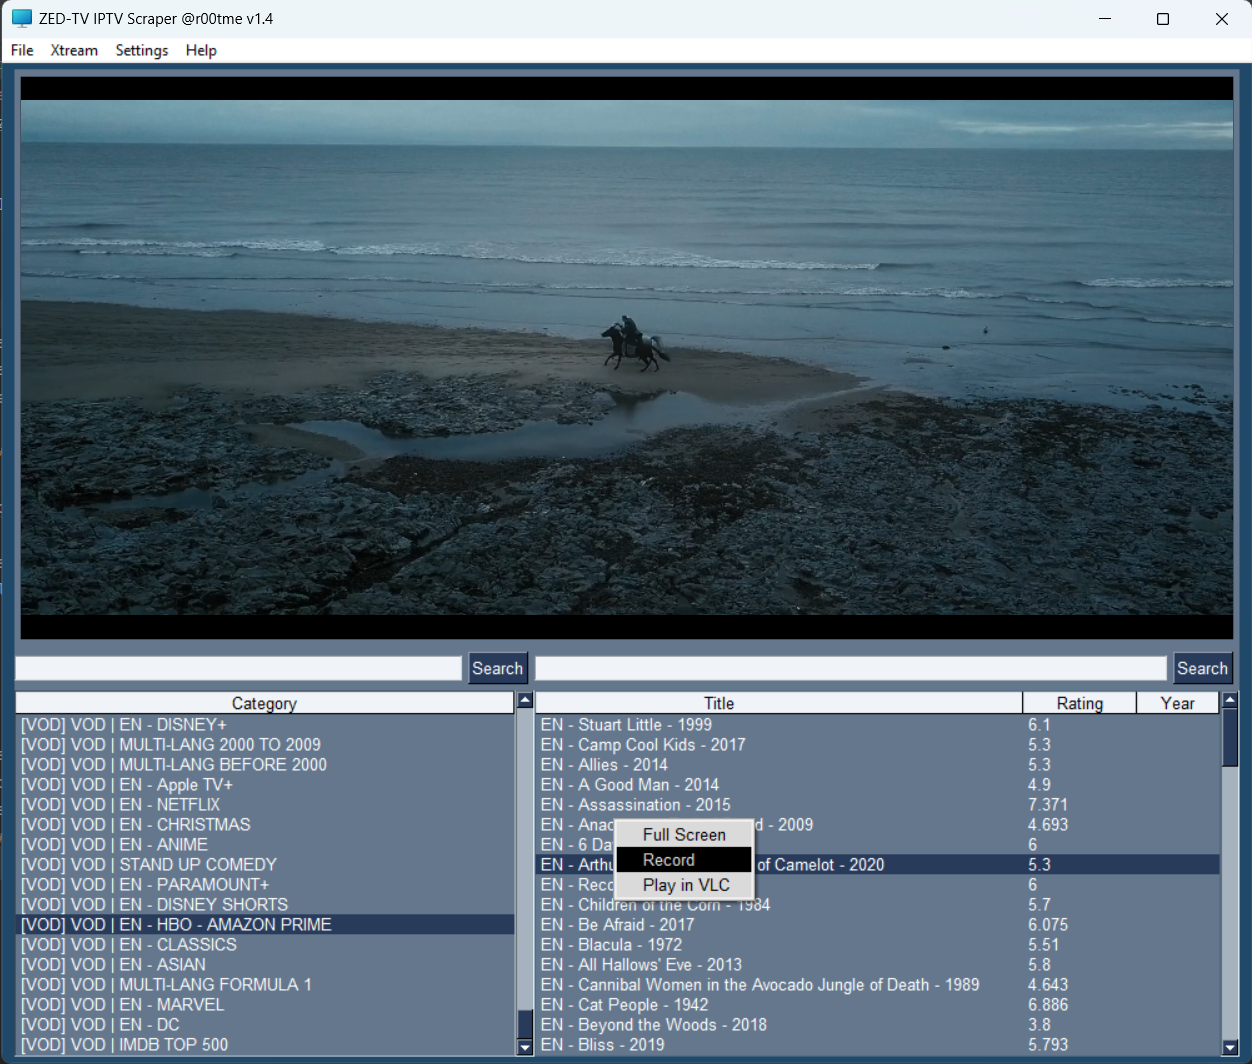 ZED-TV IPTV Scraper @r00tme v1.4
File Xtream Settings Help
Search
Search
Category
[VOD] VOD | EN - DISNEY+
[VOD] VOD | MULTI-LANG 2000 TO 2009
[VOD] VOD | MULTI-LANG BEFORE 2000
[VOD] VOD | EN - Apple TV+
[VOD] VOD | EN - NETFLIX
[VOD] VOD | EN - CHRISTMAS
[VOD] VOD | EN - ANIME
[VOD] VOD | STAND UP COMEDY
[VOD] VOD | EN - PARAMOUNT+
[VOD] VOD | EN - DISNEY SHORTS
[VOD] VOD | EN - HBO - AMAZON PRIME
[VOD] VOD | EN - CLASSICS
[VOD] VOD | EN - ASIAN
[VOD] VOD | MULTI-LANG FORMULA 1
[VOD] VOD | EN - MARVEL
[VOD] VOD | EN - DC
[VOD] VOD | IMDB TOP 500
Title Rating Year
EN - Stuart Little - 1999 6.1
EN - Camp Cool Kids - 2017 5.3
EN - Allies - 2014 5.3
EN - A Good Man - 2014 4.9
EN - Assassination - 2015 7.371
EN - Anac d - 2009 4.693
EN - 6 Da 6
EN - Arthu of Camelot - 2020 5.3
EN - Reco 6
EN - Children of the Corn - 1984 5.7
EN - Be Afraid - 2017 6.075
EN - Blacula - 1972 5.51
EN - All Hallows' Eve - 2013 5.8
EN - Cannibal Women in the Avocado Jungle of Death - 1989 4.643
EN - Cat People - 1942 6.886
EN - Beyond the Woods - 2018 3.8
EN - Bliss - 2019 5.793
Full Screen
Record
Play in VLC